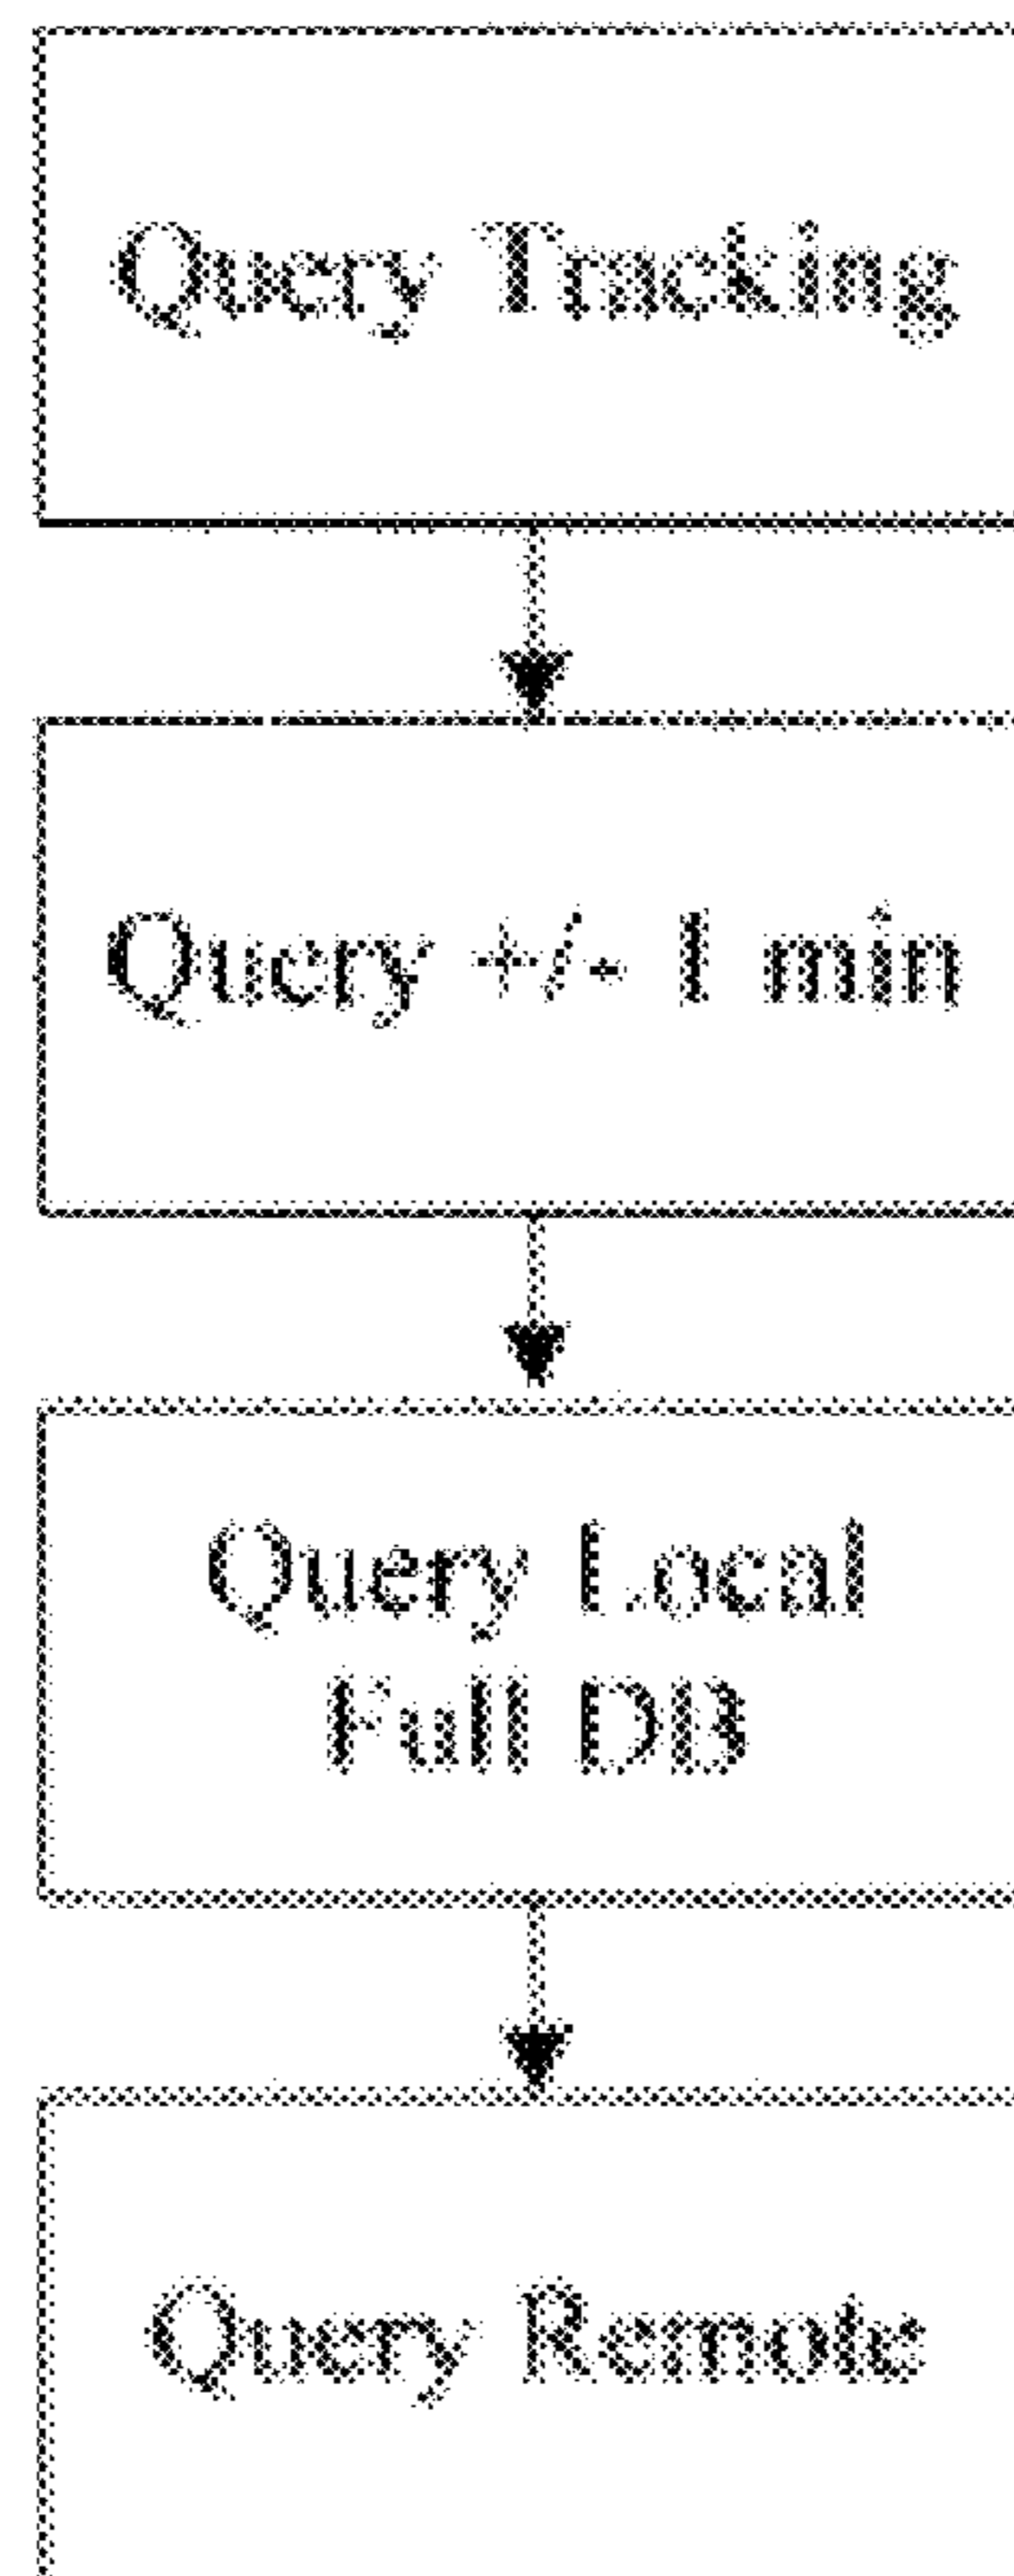 Query Tracking
Query +/- 1 min
Query Local
Full DB
Query Remote